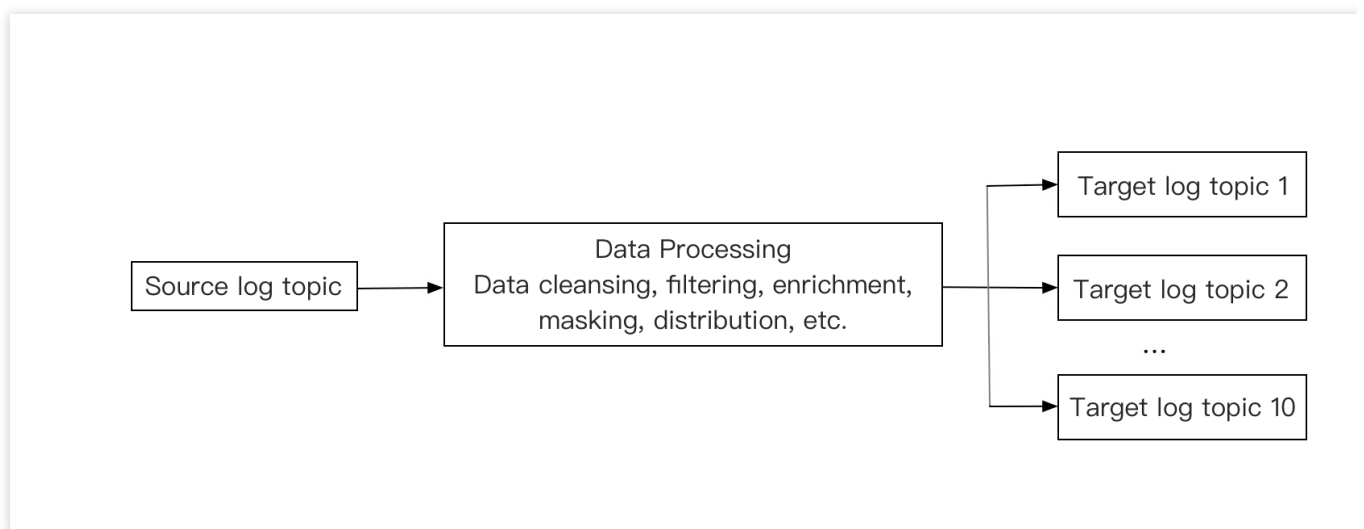 Source log topic
Data Processing
Data cleansing, filtering, enrichment,
masking, distribution, etc.
Target log topic 1
Target log topic 2
...
Target log topic 10